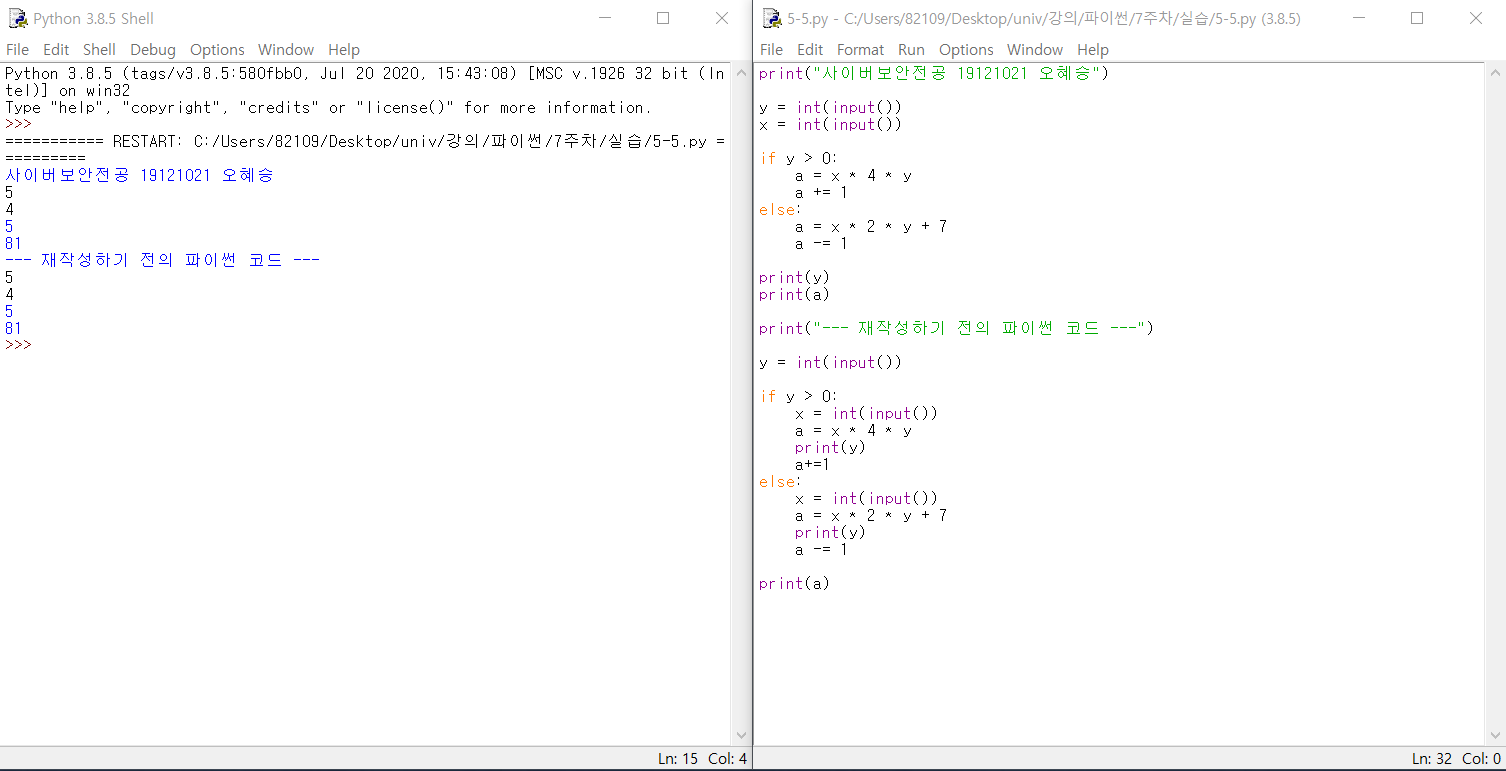 Python 3.8.5 Shell
File Edit Shell Debug Options Window Help
Python 3.8.5 (tags/v3.8.5:580fbb0, Jul 20 2020, 15:43:08) [MSC v.1926 32 bit (In
tel)] on win32
Type "help", "copyright", "credits" or "license()" for more information.
>>>
=========== RESTART: C:/Users/82109/Desktop/univ/강의/파이썬/7주차/실습/5-5.py =
=========
사이버보안전공 19121021 오혜승
5
4
5
81
--- 재작성하기 전의 파이썬 코드 ---
5
4
5
81
>>>
Ln: 15 Col: 4
5-5.py - C:/Users/82109/Desktop/univ/강의/파이썬/7주차/실습/5-5.py (3.8.5)
File Edit Format Run Options Window Help
print("사이버보안전공 19121021 오혜승")
y = int(input())
x = int(input())
if y > 0:
    a = x * 4 * y
    a += 1
else:
    a = x * 2 * y + 7
    a -= 1
print(y)
print(a)
print("--- 재작성하기 전의 파이썬 코드 ---")
y = int(input())
if y > 0:
    x = int(input())
    a = x * 4 * y
    print(y)
    a+=1
else:
    x = int(input())
    a = x * 2 * y + 7
    print(y)
    a -= 1
print(a)
Ln: 32 Col: 0